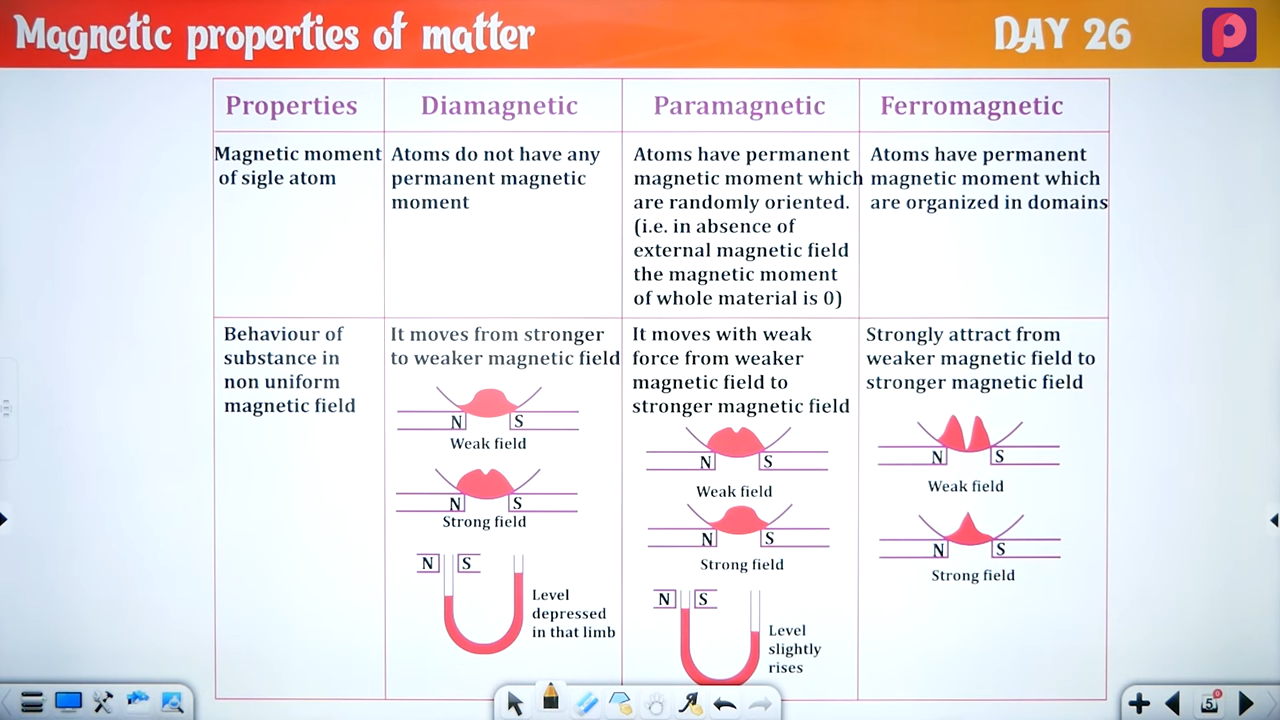 Magnetic properties of matter
DAY 26
Properties
Diamagnetic
Paramagnetic
Ferromagnetic
Magnetic moment
of sigle atom
Atoms do not have any
permanent magnetic
moment
Atoms have permanent
magnetic moment which
are randomly oriented.
(i.e. in absence of
external magnetic field
the magnetic moment
of whole material is 0)
Atoms have permanent
magnetic moment which
are organized in domains
Behaviour of
substance in
non uniform
magnetic field
It moves from stronger
to weaker magnetic field
N S
Weak field
N S
Strong field
N S
Level
depressed
in that limb
It moves with weak
force from weaker
magnetic field to
stronger magnetic field
N S
Weak field
N S
Strong field
N S
Level
slightly
rises
Strongly attract from
weaker magnetic field to
stronger magnetic field
N S
Weak field
N S
Strong field
5